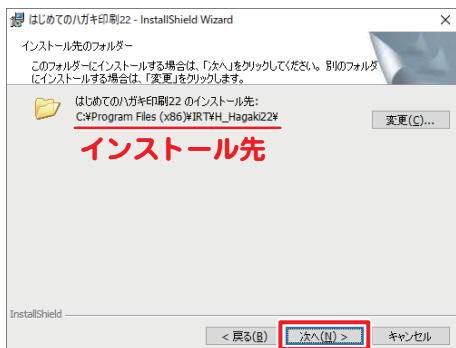 はじめてのハガキ印刷22 - InstallShield Wizard
インストール先のフォルダー
このフォルダーにインストールする場合は、「次へ」をクリックしてください。別のフォルダ
にインストールする場合は、「変更」をクリックします。
はじめてのハガキ印刷22 のインストール先:
C:¥Program Files (x86)¥IRT¥H_Hagaki22¥
変更(C)...
インストール先
InstallShield
< 戻る(B)
次へ(N) >
キャンセル